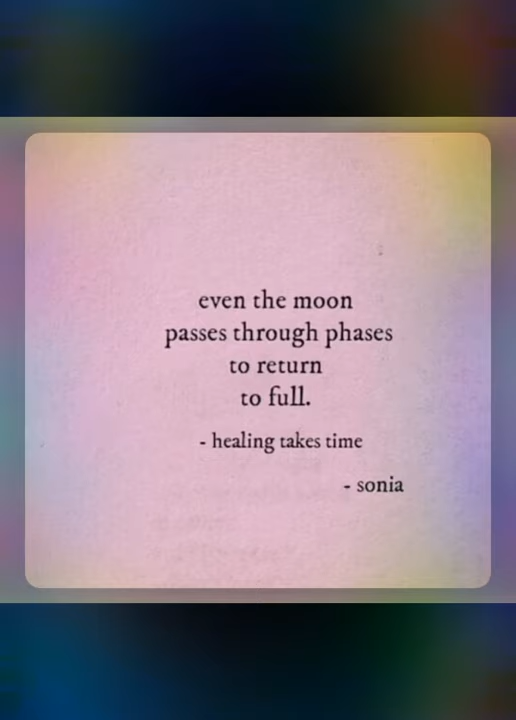 even the moon
passes through phases
to return
to full.
- healing takes time
- sonia